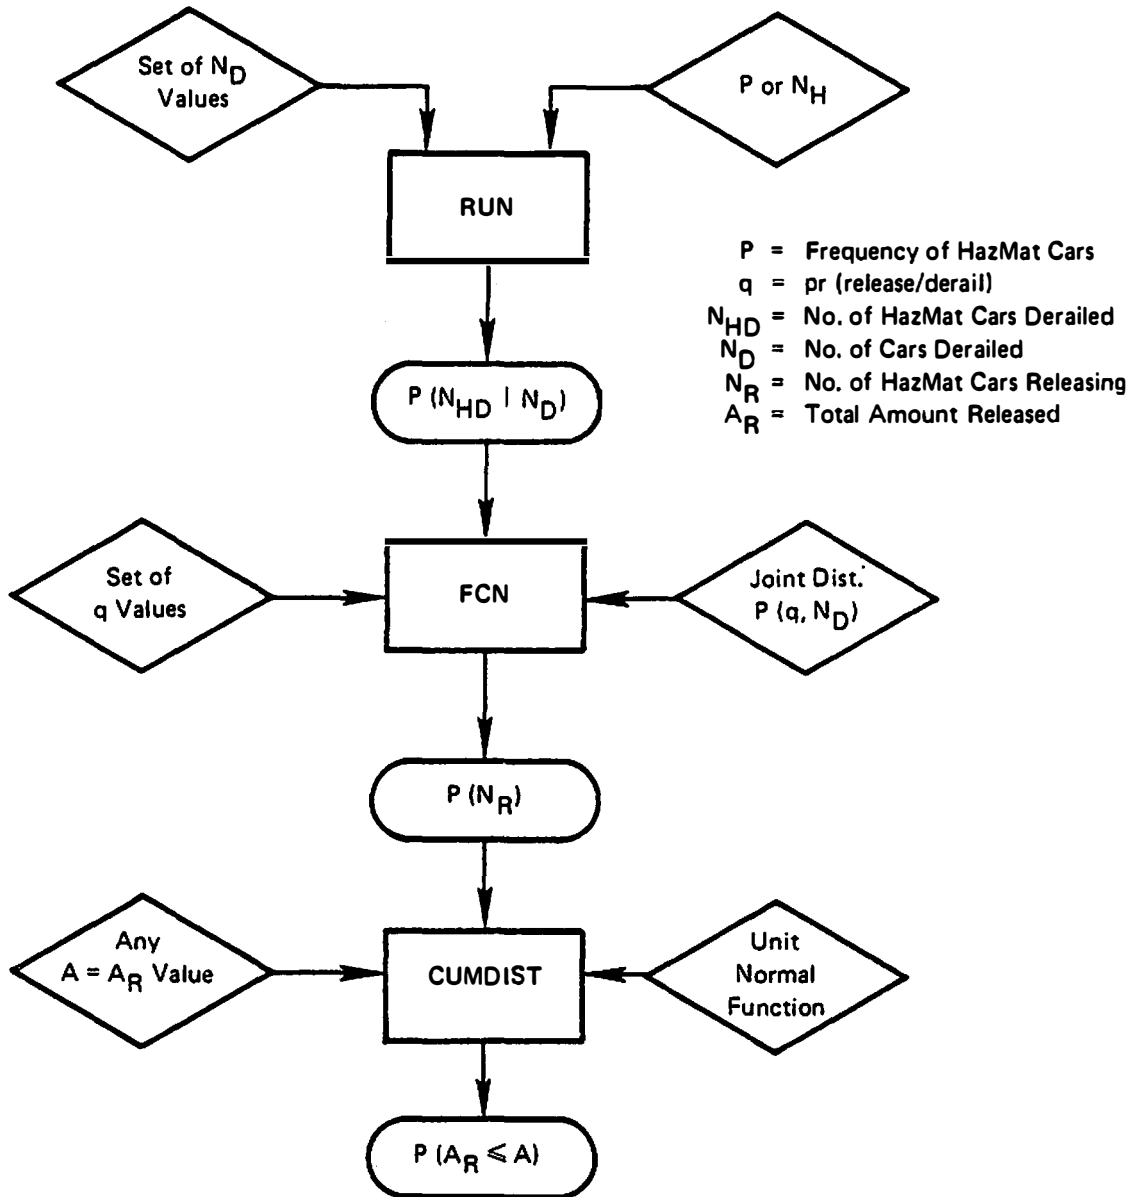 Set of N_D
Values
P or N_H
RUN
P = Frequency of HazMat Cars
q = pr (release/derail)
N_HD = No. of HazMat Cars Derailed
N_D = No. of Cars Derailed
N_R = No. of HazMat Cars Releasing
A_R = Total Amount Released
P (N_HD | N_D)
Set of
q Values
FCN
Joint Dist.
P (q, N_D)
P (N_R)
Any
A = A_R Value
CUMDIST
Unit
Normal
Function
P (A_R ⩽ A)